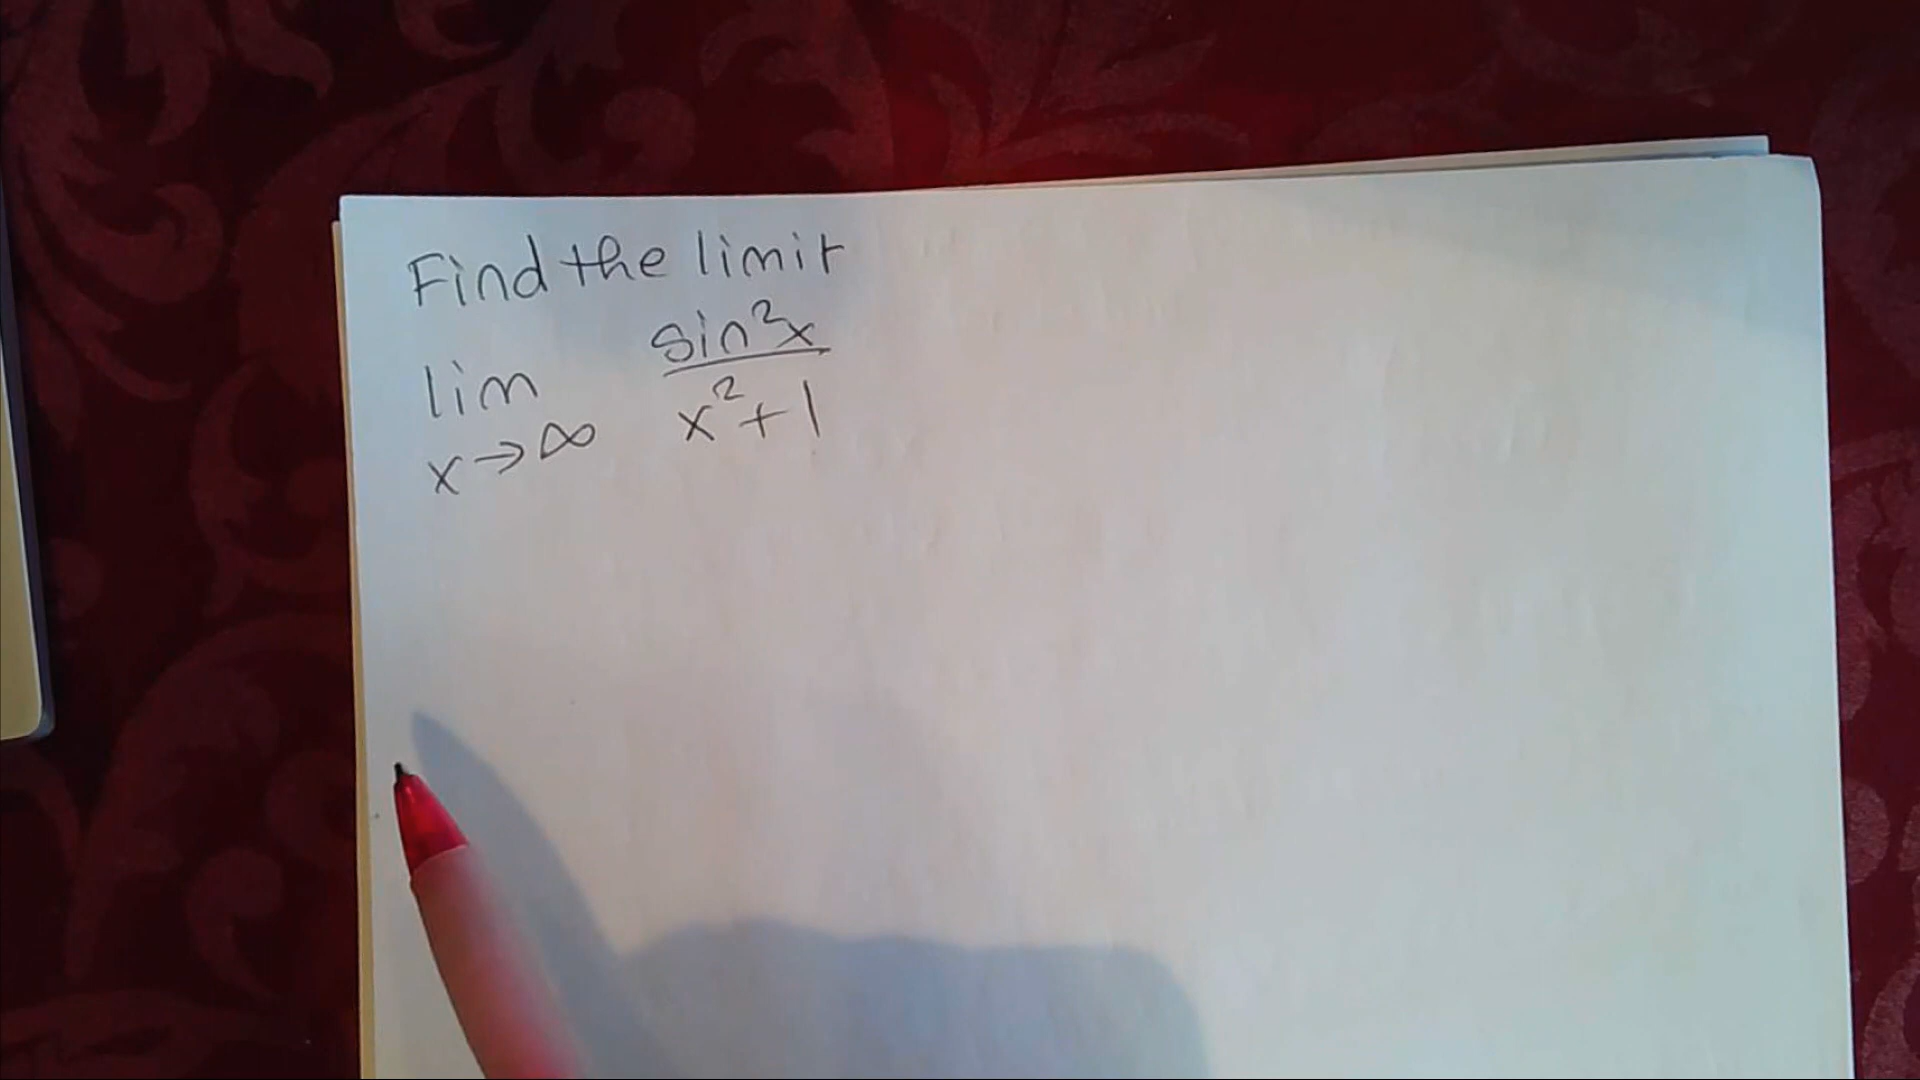 Find the limit
lim x→∞ sin²x / x²+1